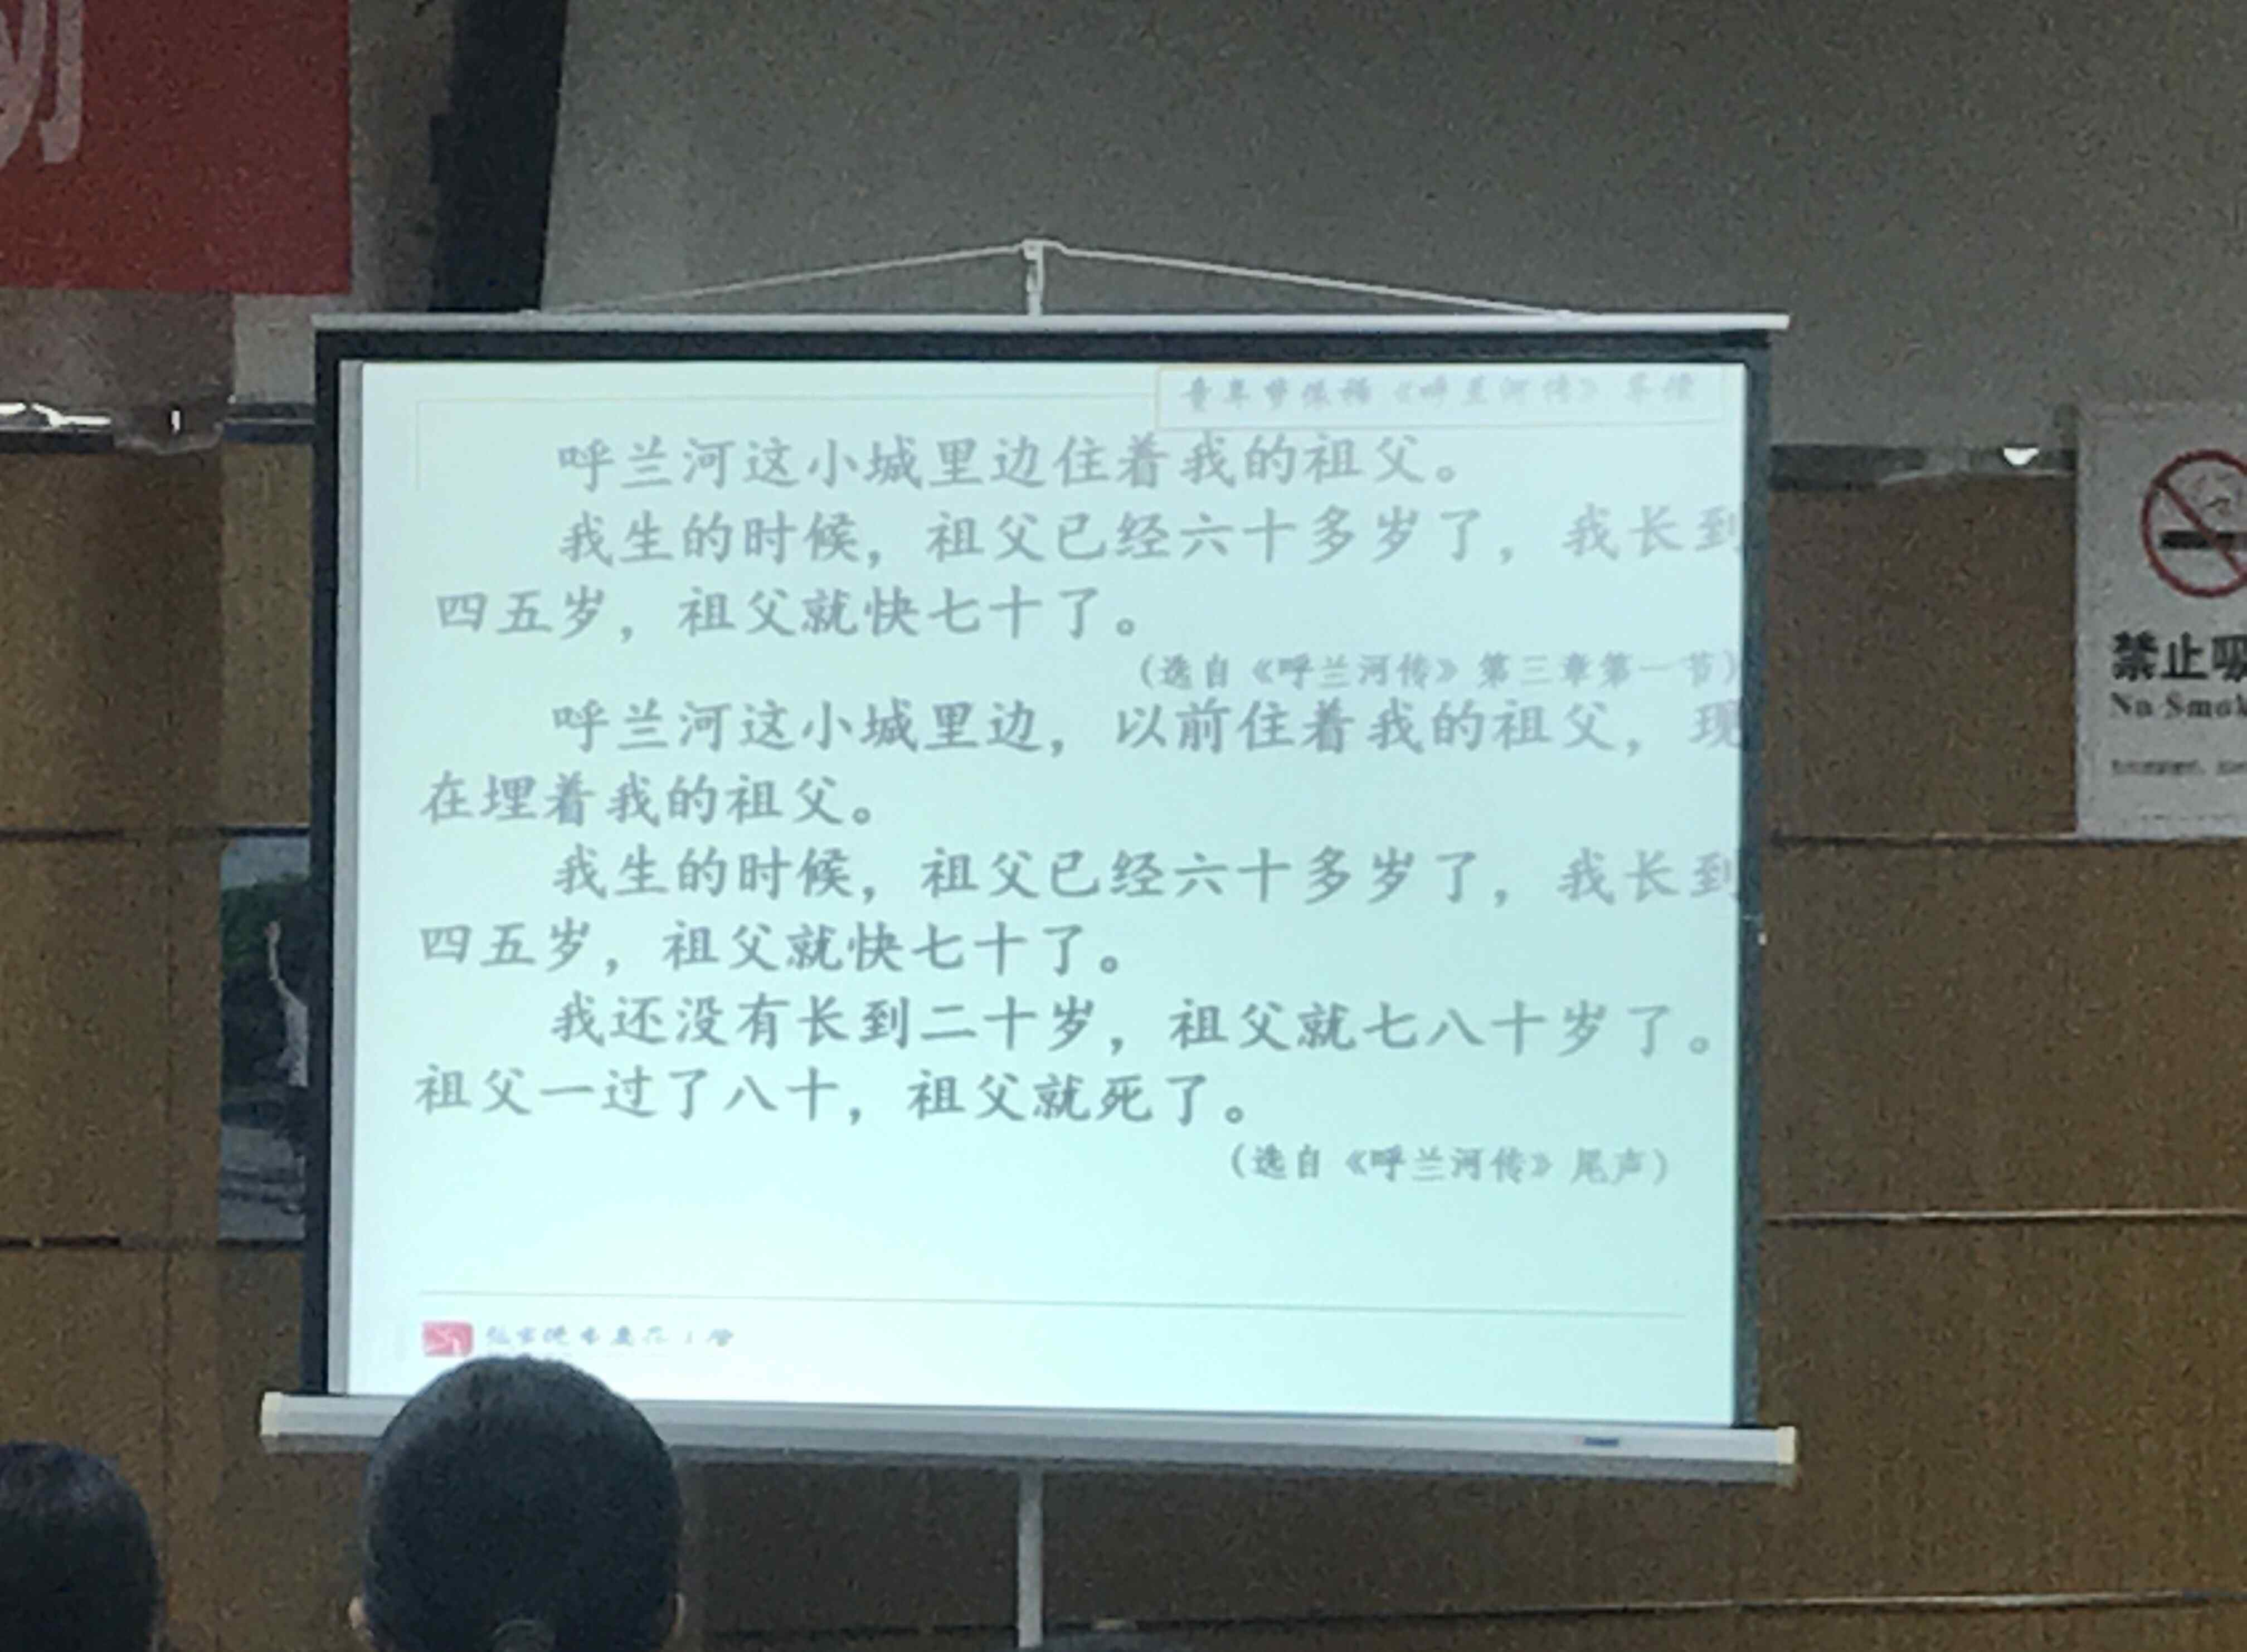 《呼兰河传》
呼兰河这小城里边住着我的祖父。
我生的时候，祖父已经六十多岁了，我长到
四五岁，祖父就快七十了。
（选自《呼兰河传》第三章第一节）
呼兰河这小城里边，以前住着我的祖父，现
在埋着我的祖父。
我生的时候，祖父已经六十多岁了，我长到
四五岁，祖父就快七十了。
我还没有长到二十岁，祖父就七八十岁了。
祖父一过了八十，祖父就死了。
（选自《呼兰河传》尾声）
禁止吸
No Smok